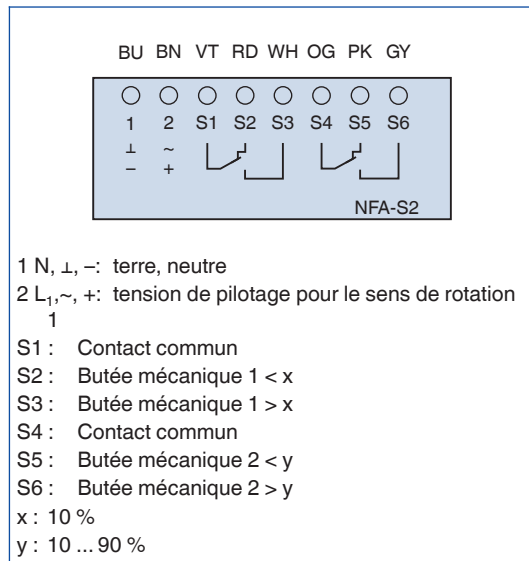 BU BN VT RD WH OG PK GY
1 2 S1 S2 S3 S4 S5 S6
⊥ ~
– +
NFA-S2
1 N, ⊥, –: terre, neutre
2 L₁,~, +: tension de pilotage pour le sens de rotation
1
S1 : Contact commun
S2 : Butée mécanique 1 < x
S3 : Butée mécanique 1 > x
S4 : Contact commun
S5 : Butée mécanique 2 < y
S6 : Butée mécanique 2 > y
x : 10 %
y : 10 ... 90 %